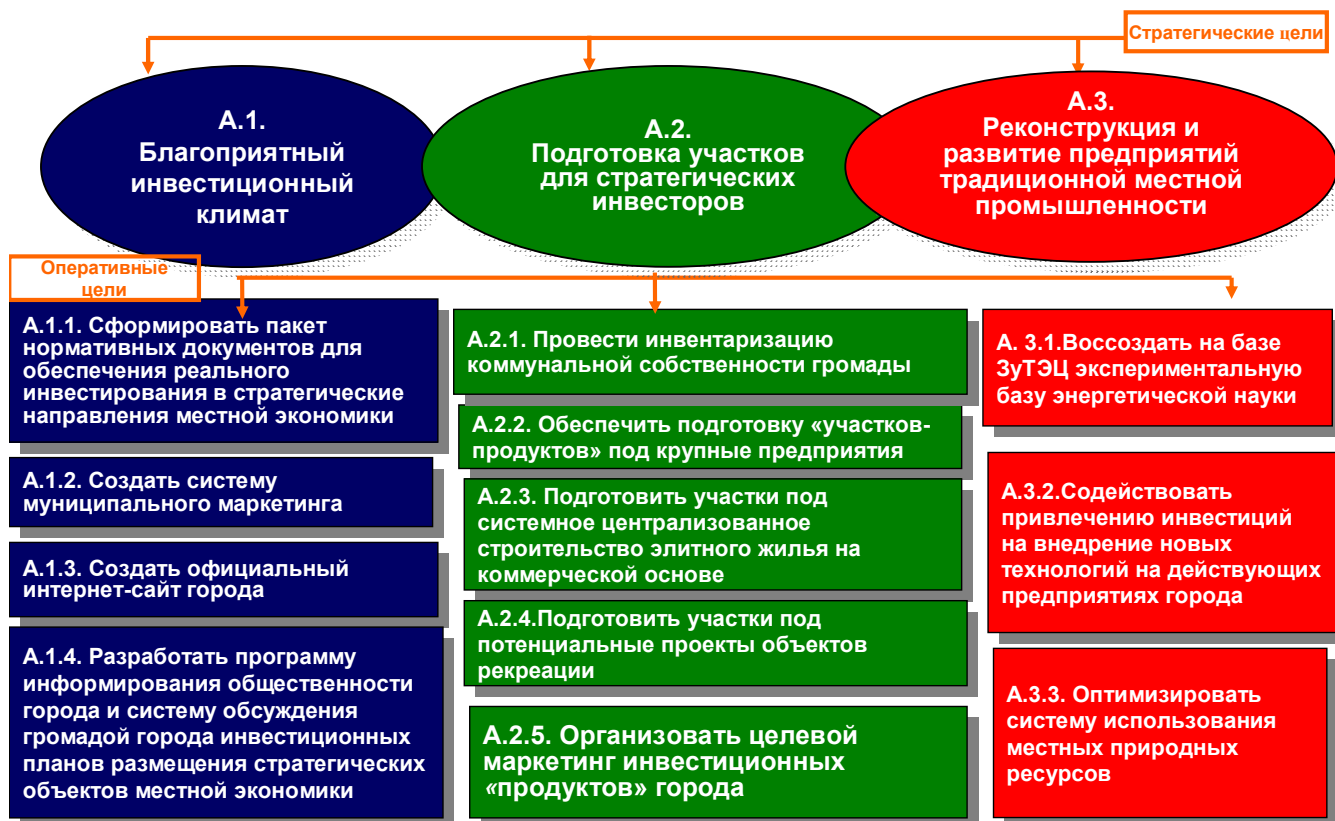 Стратегические цели
А.1.
Благоприятный
инвестиционный
климат
А.2.
Подготовка участков
для стратегических
инвесторов
А.3.
Реконструкция и
развитие предприятий
традиционной местной
промышленности
Оперативные
цели
А.1.1. Сформировать пакет
нормативных документов для
обеспечения реального
инвестирования в стратегические
направления местной экономики
А.1.2. Создать систему
муниципального маркетинга
А.1.3. Создать официальный
интернет-сайт города
А.1.4. Разработать программу
информирования общественности
города и систему обсуждения
громадой города инвестиционных
планов размещения стратегических
объектов местной экономики
А.2.1. Провести инвентаризацию
коммунальной собственности громады
А.2.2. Обеспечить подготовку «участков-
продуктов» под крупные предприятия
А.2.3. Подготовить участки под
системное централизованное
строительство элитного жилья на
коммерческой основе
А.2.4.Подготовить участки под
потенциальные проекты объектов
рекреации
А.2.5. Организовать целевой
маркетинг инвестиционных
«продуктов» города
А. 3.1.Воссоздать на базе
ЗуТЭЦ экспериментальную
базу энергетической науки
А.3.2.Содействовать
привлечению инвестиций
на внедрение новых
технологий на действующих
предприятиях города
А.3.3. Оптимизировать
систему использования
местных природных
ресурсов